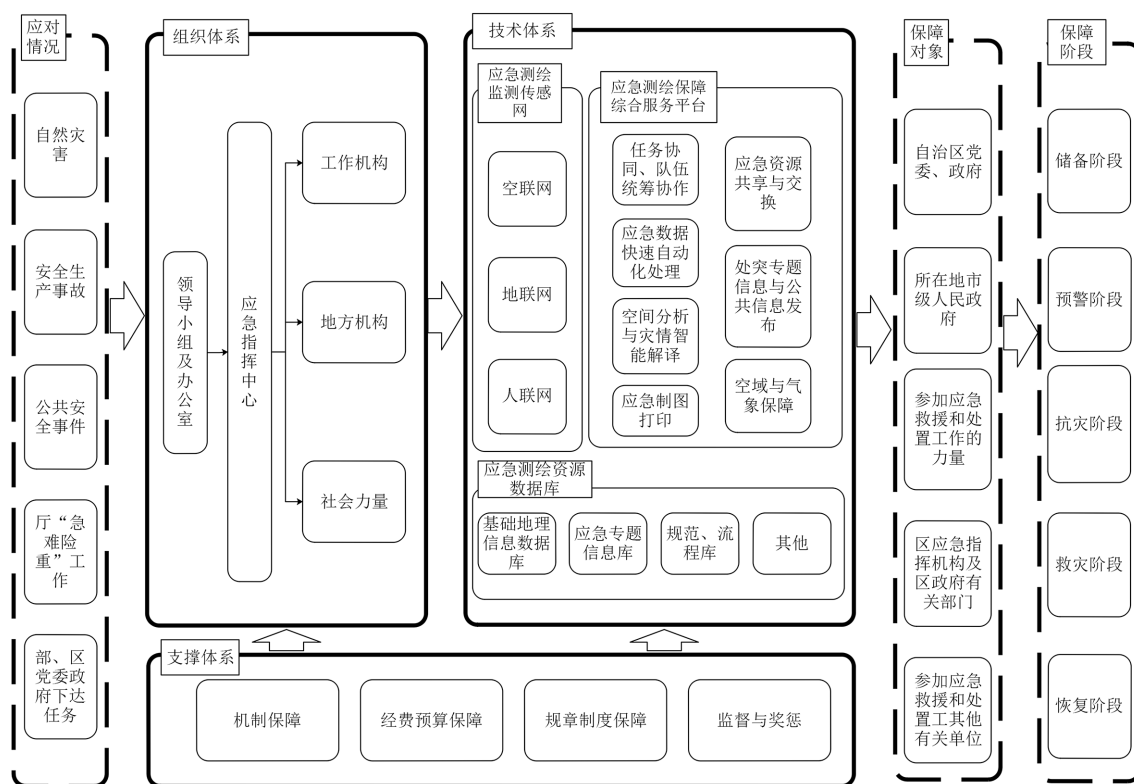 应对
情况
自然灾
害
安全生
产事故
公共安
全事件
厅“急
难险
重”工
作
部、区
党委政
府下达
任务
组织体系
领导小组及办公室
应急指挥中心
工作机构
地方机构
社会力量
技术体系
应急测绘
监测传感
网
空联网
地联网
人联网
应急测绘保障
综合服务平台
任务协
同、队伍
统筹协作
应急数据
快速自动
化处理
空间分析
与灾情智
能解译
应急制图
打印
应急资源
共享与交
换
处突专题
信息与公
共信息发
布
空域与气
象保障
应急测绘资源
数据库
基础地理
信息数据
库
应急专题
信息库
规范、流
程库
其他
支撑体系
机制保障
经费预算保障
规章制度保障
监督与奖惩
保障
对象
自治区党
委、政府
所在地市
级人民政
府
参加应急
救援和处
置工作的
力量
区应急指
挥机构及
区政府有
关部门
参加应急
救援和处
置工其他
有关单位
保障
阶段
储备阶段
预警阶段
抗灾阶段
救灾阶段
恢复阶段